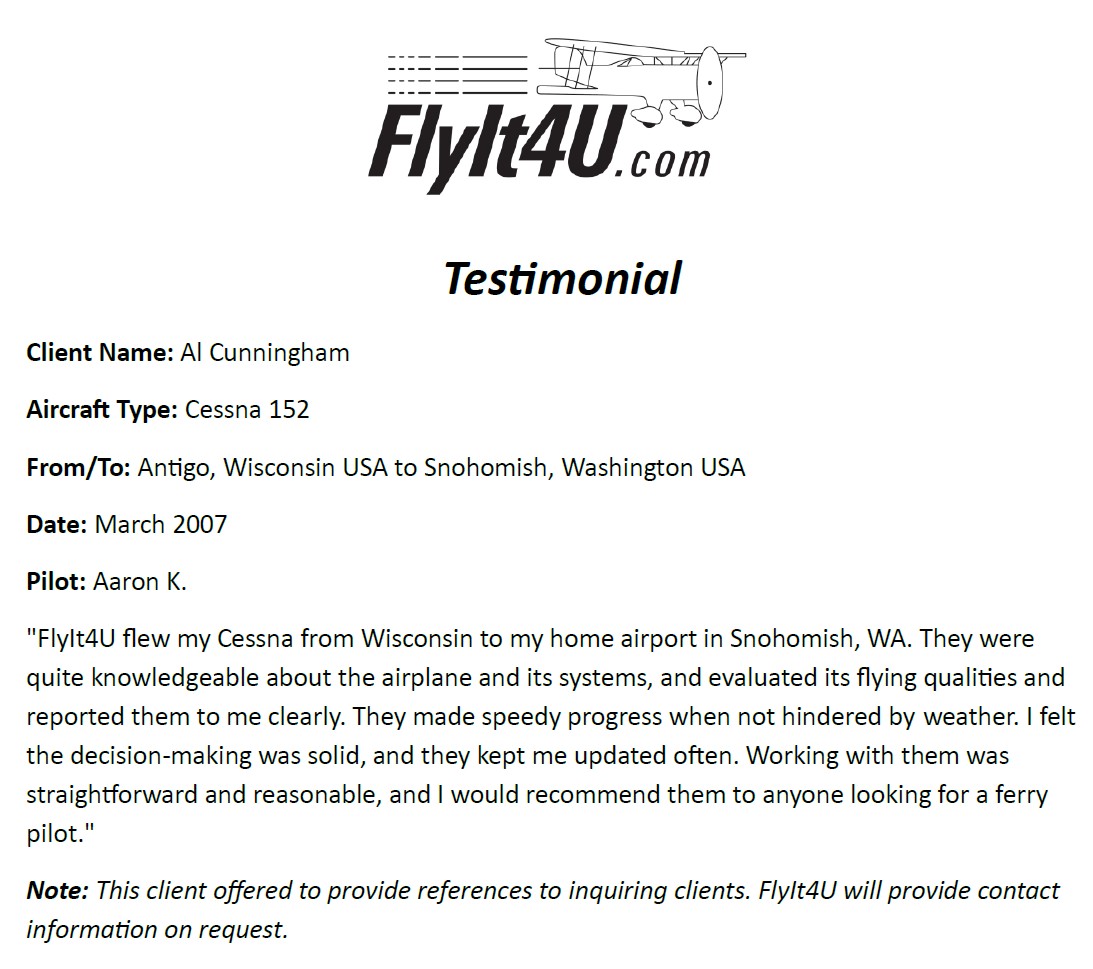 FlyIt4U.com
Testimonial
Client Name: Al Cunningham
Aircraft Type: Cessna 152
From/To: Antigo, Wisconsin USA to Snohomish, Washington USA
Date: March 2007
Pilot: Aaron K.
"FlyIt4U flew my Cessna from Wisconsin to my home airport in Snohomish, WA. They were
quite knowledgeable about the airplane and its systems, and evaluated its flying qualities and
reported them to me clearly. They made speedy progress when not hindered by weather. I felt
the decision-making was solid, and they kept me updated often. Working with them was
straightforward and reasonable, and I would recommend them to anyone looking for a ferry
pilot."
Note: This client offered to provide references to inquiring clients. FlyIt4U will provide contact
information on request.